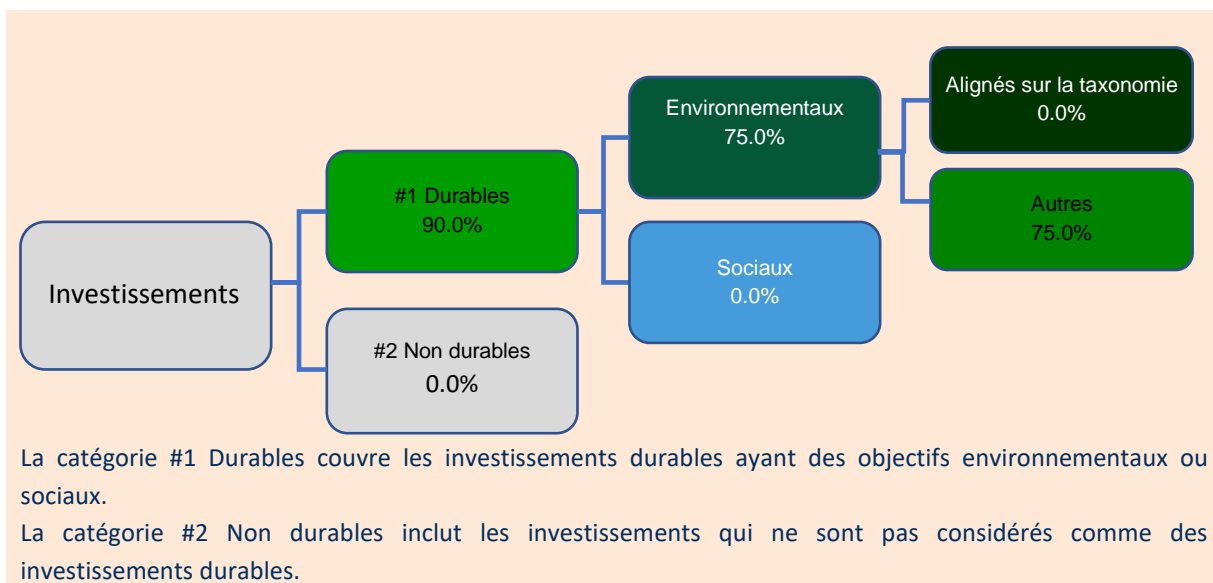 Investissements
#1 Durables
90.0%
#2 Non durables
0.0%
Environnementaux
75.0%
Sociaux
0.0%
Alignés sur la taxonomie
0.0%
Autres
75.0%
La catégorie #1 Durables couvre les investissements durables ayant des objectifs environnementaux ou
sociaux.
La catégorie #2 Non durables inclut les investissements qui ne sont pas considérés comme des
investissements durables.